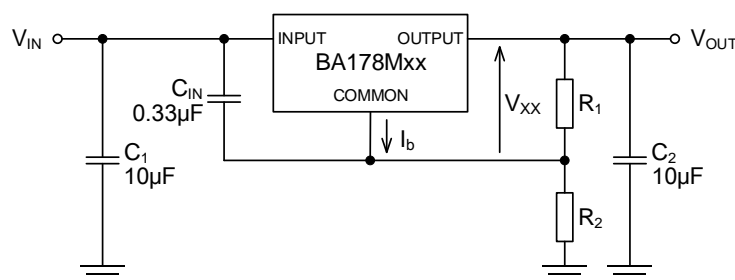 V_IN
INPUT
OUTPUT
V_OUT
BA178Mxx
COMMON
C_IN
0.33µF
V_XX
R_1
I_b
C_1
10µF
C_2
10µF
R_2